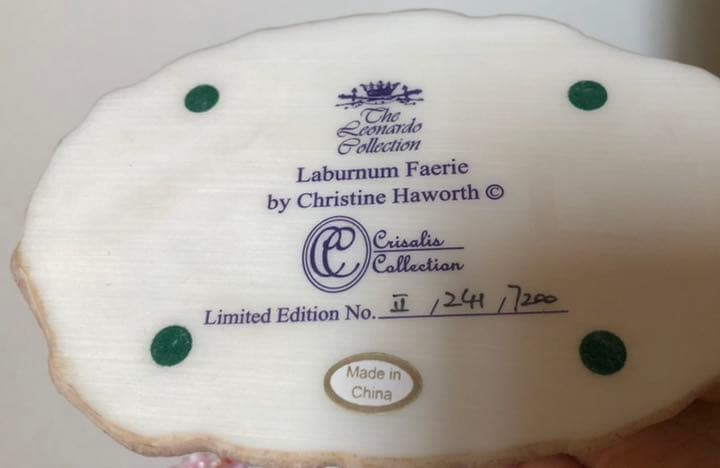 The
Leonardo
Collection
Laburnum Faerie
by Christine Haworth ©
CC Crisalis
Collection
Limited Edition No. II , 241 , 7200
Made in
China